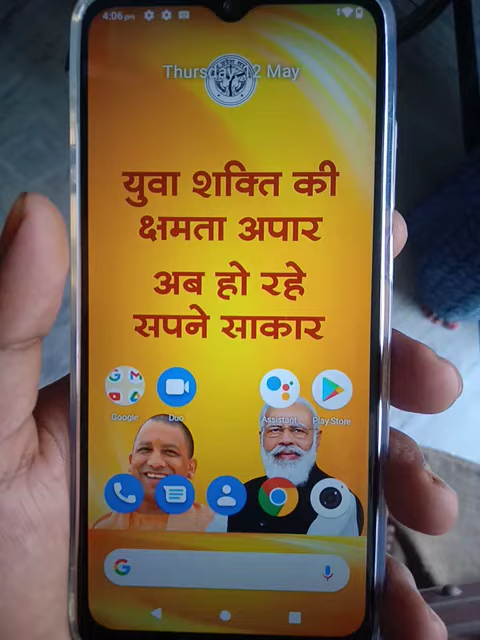 4:06 pm
Thursday, 12 May
युवा शक्ति की
क्षमता अपार
अब हो रहे
सपने साकार
Google Duo Assistant Play Store